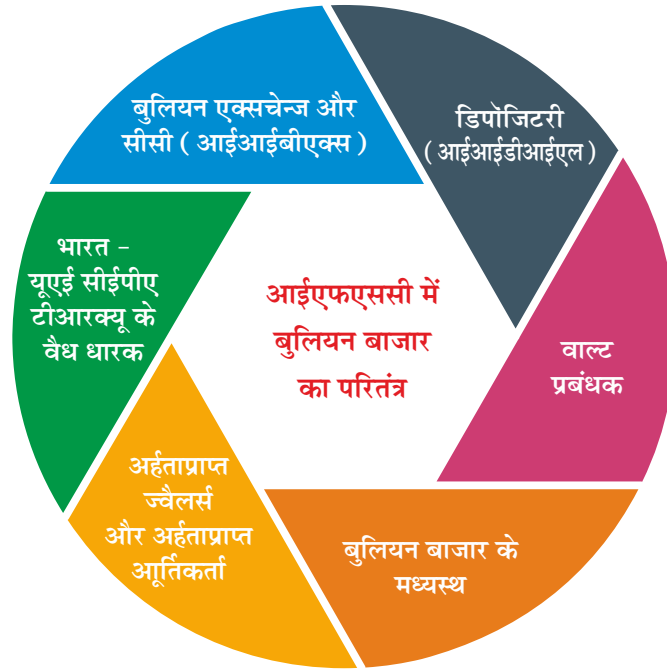 बुलियन एक्सचेन्ज और
सीसी ( आईआईबीएक्स )
डिपॉजिटरी
( आईआईडीआईएल )
वाल्ट
प्रबंधक
बुलियन बाजार के
मध्यस्थ
अर्हताप्राप्त
ज्वैलर्स
और अर्हताप्राप्त
आूर्तिकर्ता
भारत -
यूएई सीईपीए
टीआरक्यू के
वैध धारक
आईएफएससी में
बुलियन बाजार
का परितंत्र